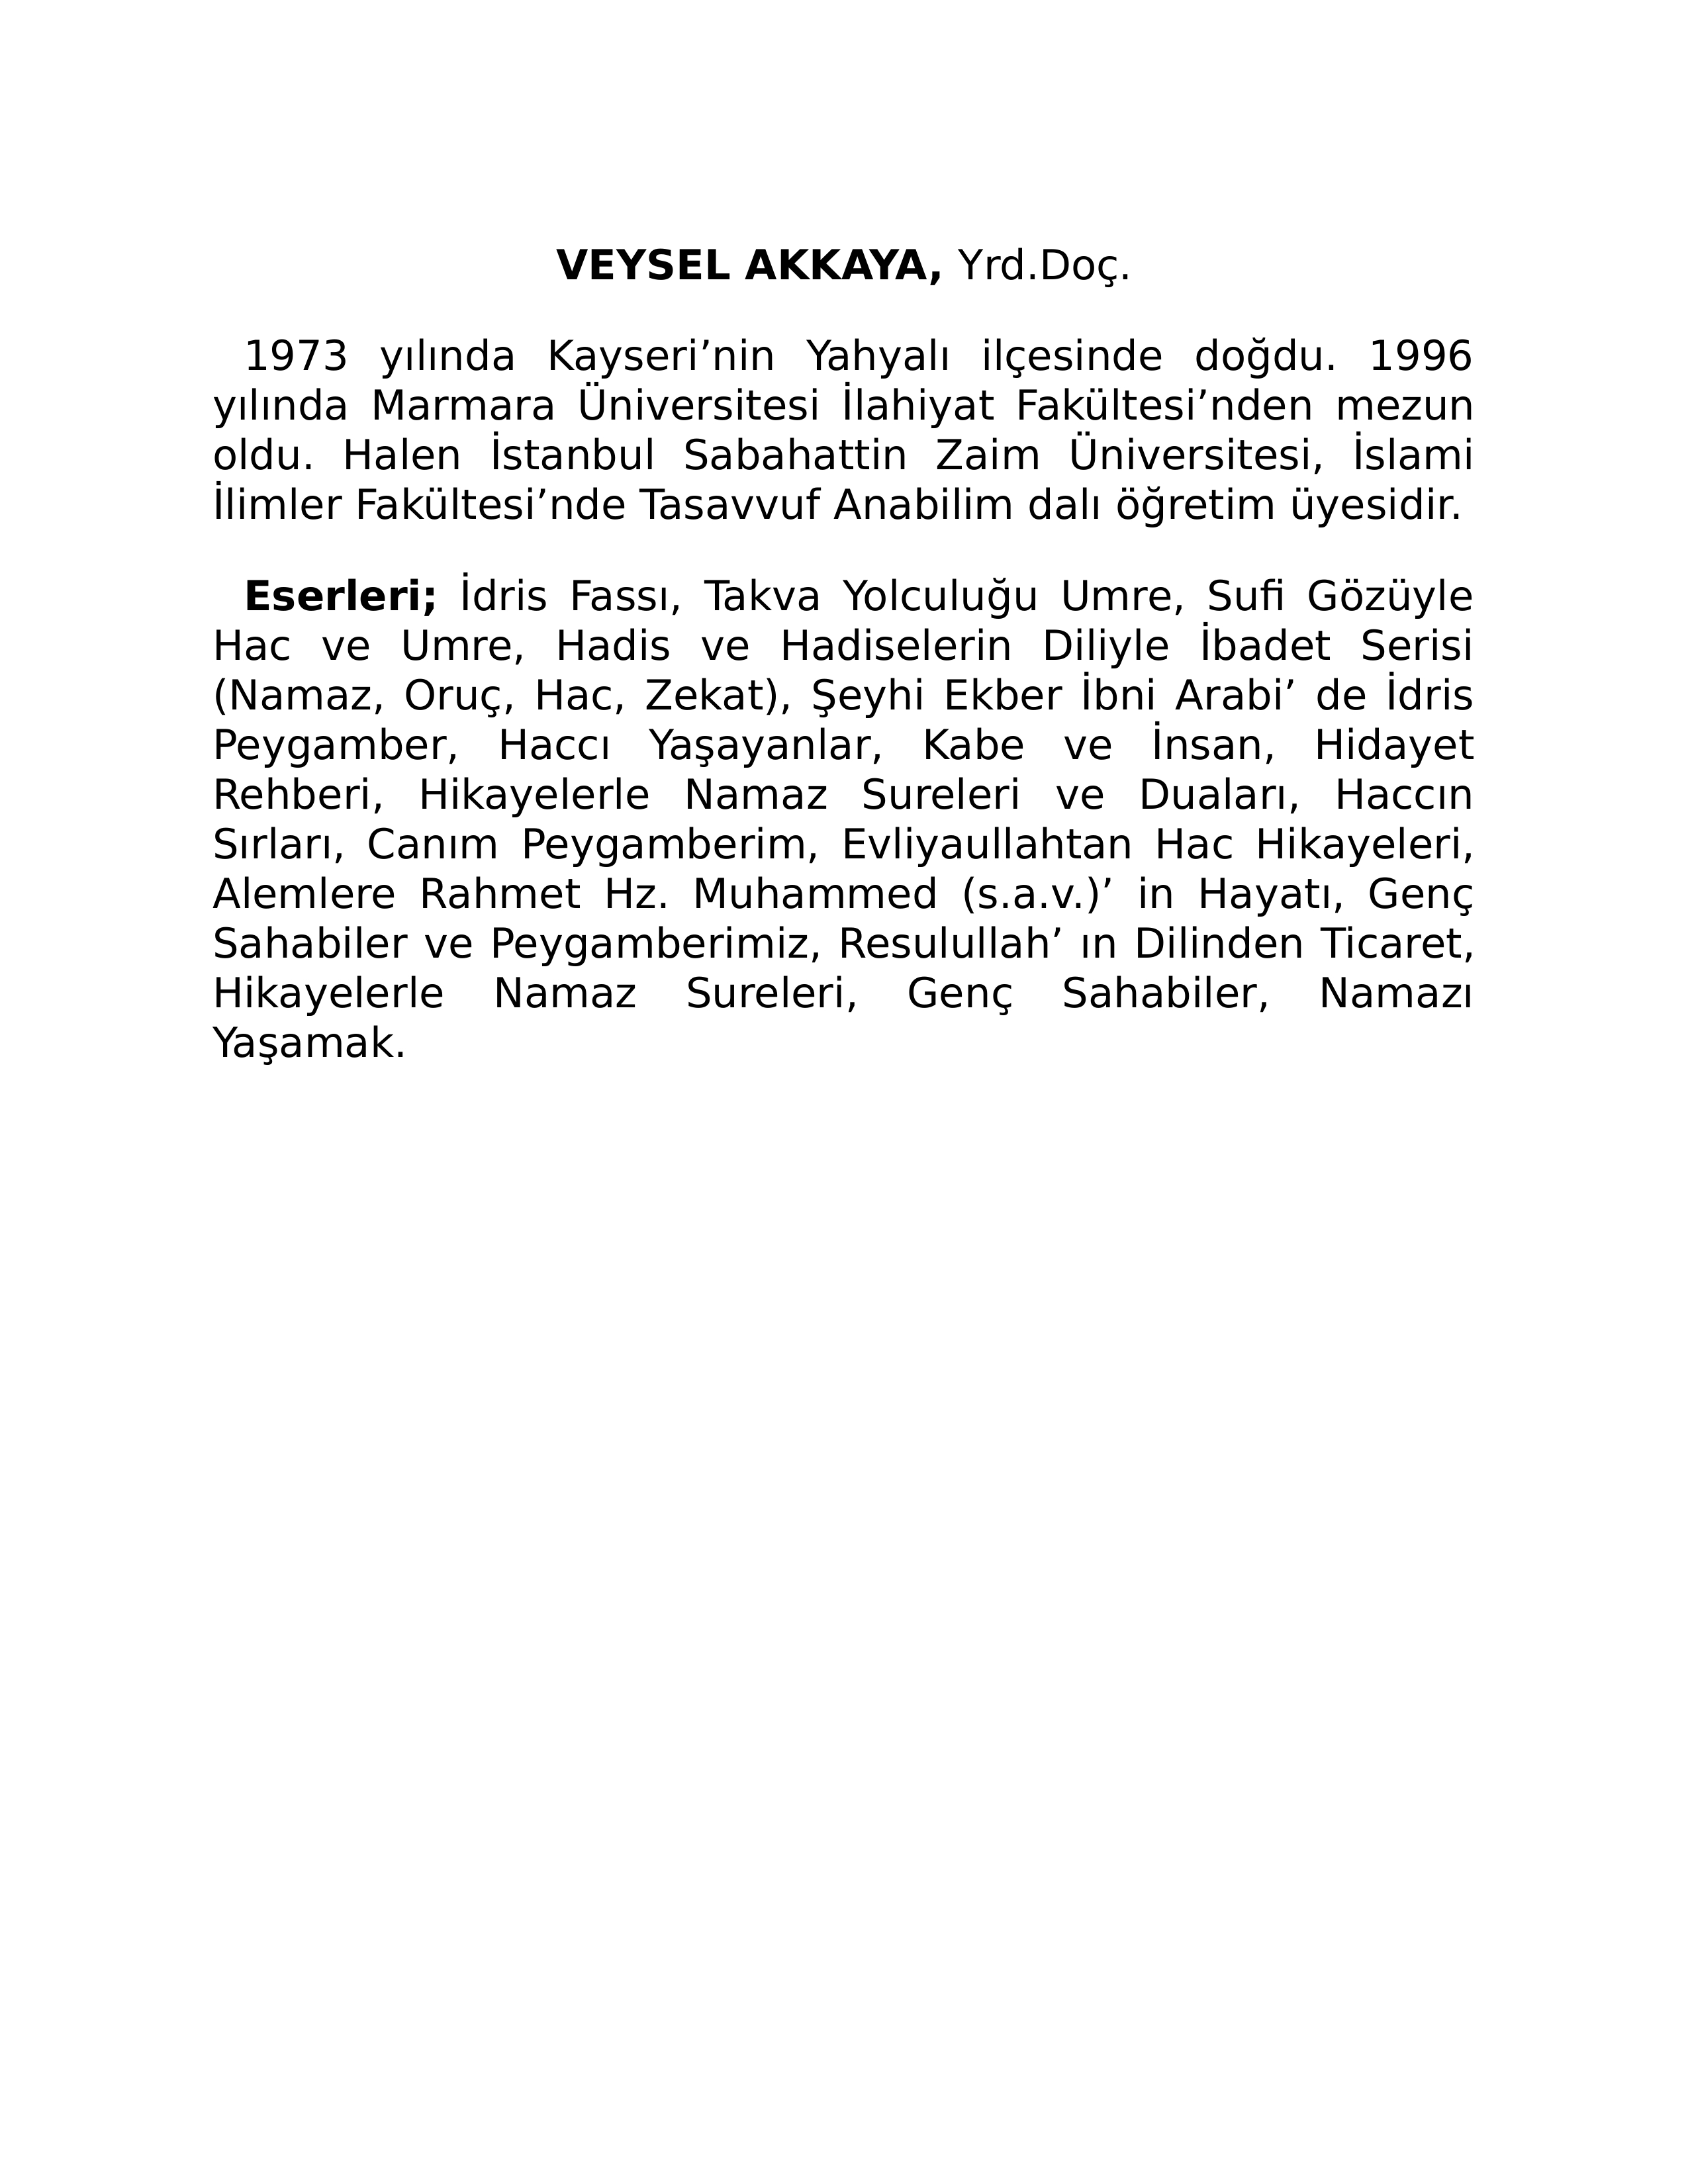 VEYSEL AKKAYA, Yrd.Doç.
1973 yılında Kayseri’nin Yahyalı ilçesinde doğdu. 1996
yılında Marmara Üniversitesi İlahiyat Fakültesi’nden mezun
oldu. Halen İstanbul Sabahattin Zaim Üniversitesi, İslami
İlimler Fakültesi’nde Tasavvuf Anabilim dalı öğretim üyesidir.
Eserleri; İdris Fassı, Takva Yolculuğu Umre, Sufi Gözüyle
Hac ve Umre, Hadis ve Hadiselerin Diliyle İbadet Serisi
(Namaz, Oruç, Hac, Zekat), Şeyhi Ekber İbni Arabi’ de İdris
Peygamber, Haccı Yaşayanlar, Kabe ve İnsan, Hidayet
Rehberi, Hikayelerle Namaz Sureleri ve Duaları, Haccın
Sırları, Canım Peygamberim, Evliyaullahtan Hac Hikayeleri,
Alemlere Rahmet Hz. Muhammed (s.a.v.)’ in Hayatı, Genç
Sahabiler ve Peygamberimiz, Resulullah’ ın Dilinden Ticaret,
Hikayelerle Namaz Sureleri, Genç Sahabiler, Namazı
Yaşamak.